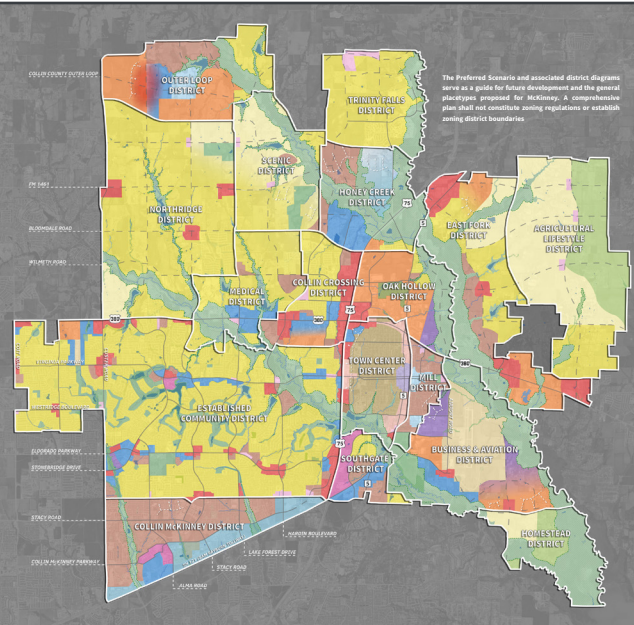 COLLIN COUNTY OUTER LOOP
OUTER LOOP
DISTRICT
The Preferred Scenario and associated district diagrams
serve as a guide for future development and the general
placetypes proposed for McKinney. A comprehensive
plan shall not constitute zoning regulations or establish
zoning district boundaries
TRINITY FALLS
DISTRICT
SCENIC
DISTRICT
HONEY CREEK
DISTRICT
FM 1461
75
5
NORTHRIDGE
DISTRICT
EAST FORK
DISTRICT
AGRICULTURAL
LIFESTYLE
DISTRICT
BLOOMDALE ROAD
WILMETH ROAD
MEDICAL
DISTRICT
COLLIN CROSSING
DISTRICT
OAK HOLLOW
DISTRICT
75
5
380
380
TOWN CENTER
DISTRICT
380
MILL
DISTRICT
5
ESTABLISHED
COMMUNITY DISTRICT
75
ELDORADO PARKWAY
STONEBRIDGE DRIVE
SOUTHGATE
DISTRICT
BUSINESS & AVIATION
DISTRICT
5
STACY ROAD
COLLIN McKINNEY DISTRICT
HARDIN BOULEVARD
HOMESTEAD
DISTRICT
LAKE FOREST DRIVE
COLLIN McKINNEY PARKWAY
STACY ROAD
ALMA ROAD